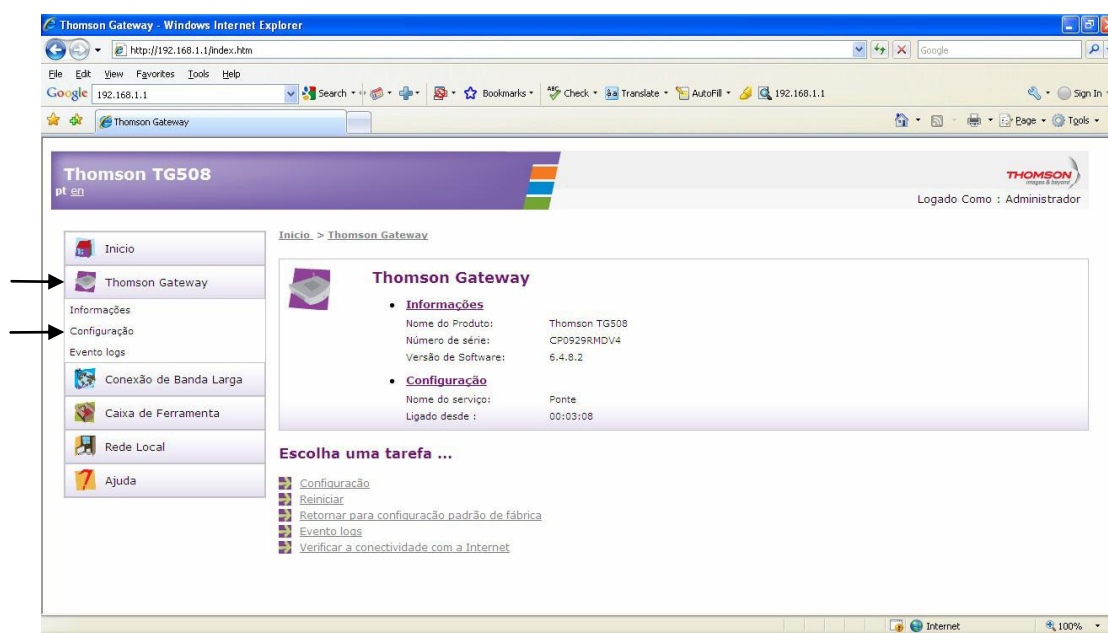 Thomson Gateway - Windows Internet Explorer
http://192.168.1.1/index.htm
Google
File Edit View Favorites Tools Help
Google 192.168.1.1 Search Bookmarks Check Translate AutoFill 192.168.1.1 Sign In
Thomson Gateway Page Tools
Thomson TG508
pt en
THOMSON
images & beyond
Logado Como : Administrador
Inicio
Thomson Gateway
Informações
Configuração
Evento logs
Conexão de Banda Larga
Caixa de Ferramenta
Rede Local
Ajuda
Inicio > Thomson Gateway
Thomson Gateway
Informações
Nome do Produto: Thomson TG508
Número de série: CP0929RMDV4
Versão de Software: 6.4.8.2
Configuração
Nome do serviço: Ponte
Ligado desde : 00:03:08
Escolha uma tarefa ...
Configuração
Reiniciar
Retornar para configuracão padrão de fábrica
Evento logs
Verificar a conectividade com a Internet
Internet 100%